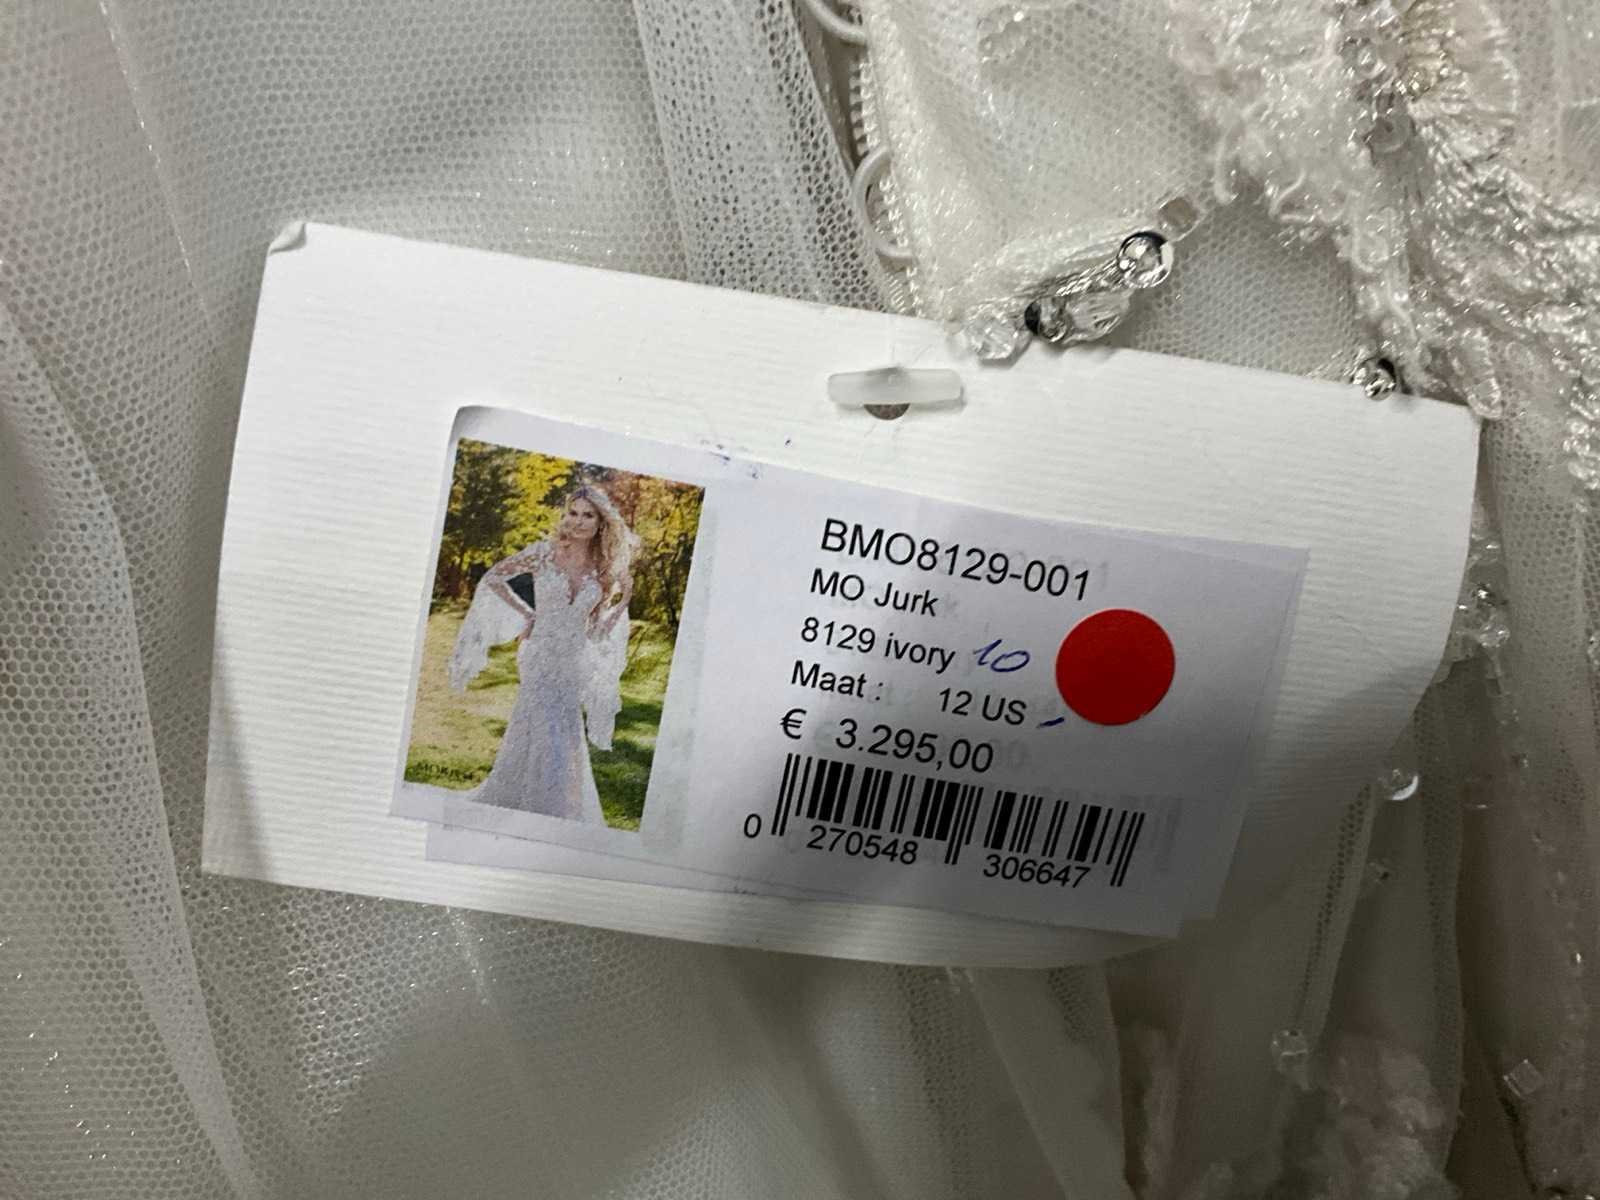 BMO8129-001
MO Jurk
8129 ivory 10
Maat : 12 US -
€ 3.295,00
0 270548 306647